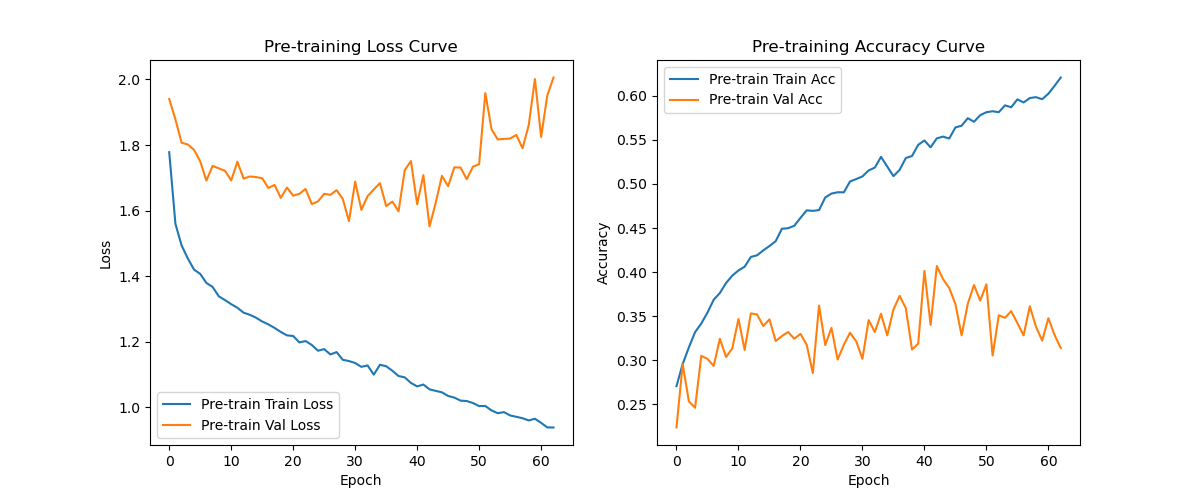 Pre-training Loss Curve
2.0
1.8
1.6
1.4
1.2
1.0
Loss
Pre-train Train Loss
Pre-train Val Loss
0 10 20 30 40 50 60
Epoch
Pre-training Accuracy Curve
Pre-train Train Acc
Pre-train Val Acc
0.60
0.55
0.50
0.45
0.40
0.35
0.30
0.25
Accuracy
0 10 20 30 40 50 60
Epoch